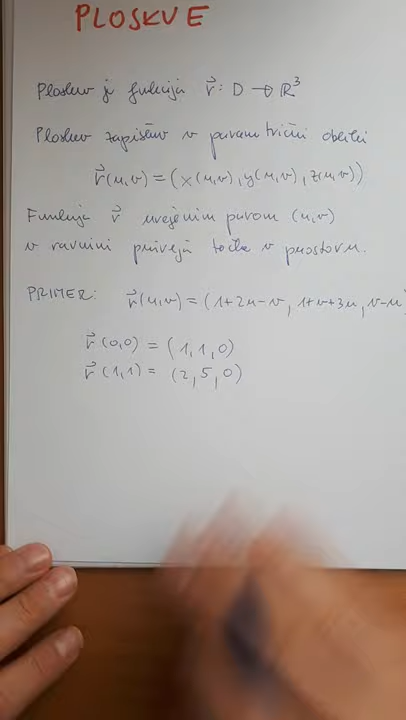 PLOSKVE
Ploskev je funkcija r⃗: D → ℝ³
Ploskev zapišemo v parametrični obliki
r⃗(u,v) = (x(u,v), y(u,v), z(u,v))
Funkcija r⃗ urejenim parom (u,v)
v ravnini priredi točke v prostoru.
PRIMER: r⃗(u,v) = (1+2u-v, 1+v+3u, v-u
r⃗(0,0) = (1,1,0)
r⃗(1,1) = (2,5,0)